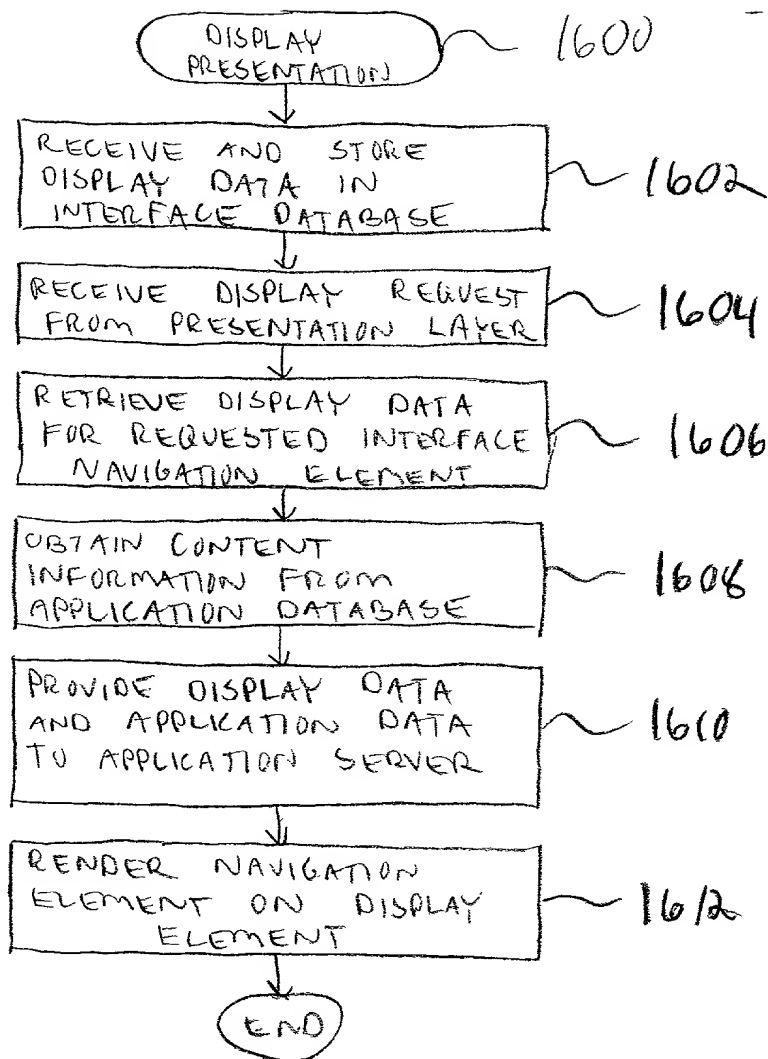 DISPLAY
PRESENTATION
1600
RECEIVE AND STORE
DISPLAY DATA IN
INTERFACE DATABASE
1602
RECEIVE DISPLAY REQUEST
FROM PRESENTATION LAYER
1604
RETRIEVE DISPLAY DATA
FOR REQUESTED INTERFACE
NAVIGATION ELEMENT
1606
OBTAIN CONTENT
INFORMATION FROM
APPLICATION DATABASE
1608
PROVIDE DISPLAY DATA
AND APPLICATION DATA
TO APPLICATION SERVER
1610
RENDER NAVIGATION
ELEMENT ON DISPLAY
ELEMENT
1612
END